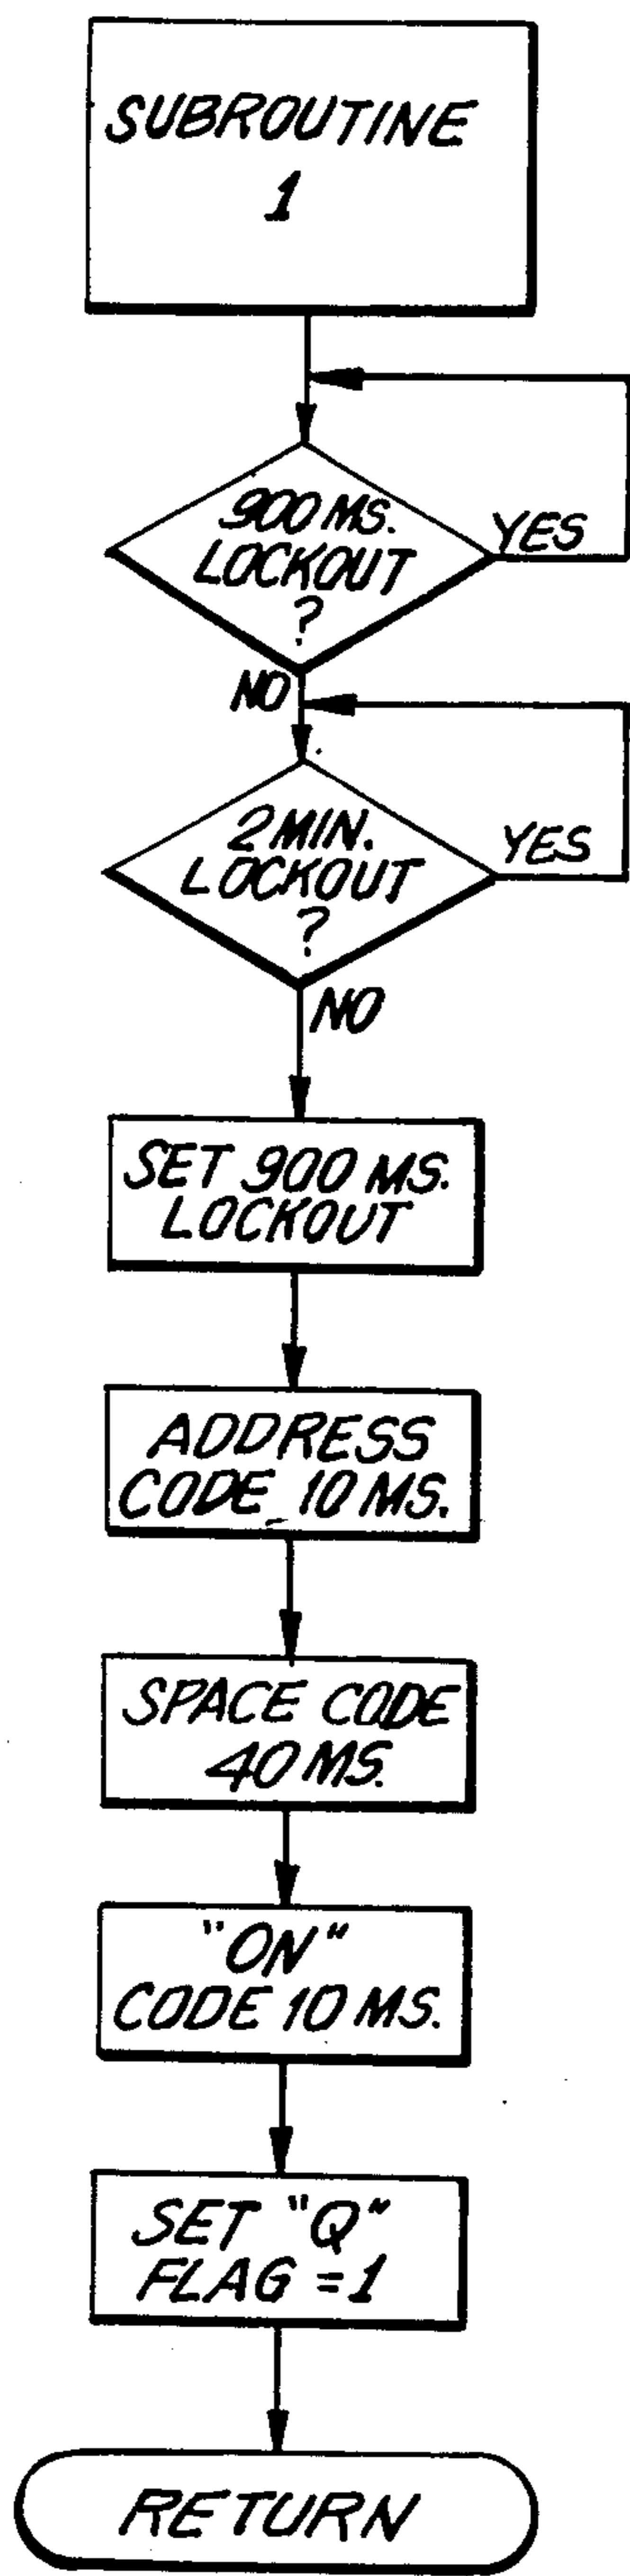 SUBROUTINE
1
900 MS.
LOCKOUT
?
YES
NO
2 MIN.
LOCKOUT
?
YES
NO
SET 900 MS.
LOCKOUT
ADDRESS
CODE 10 MS.
SPACE CODE
40 MS.
"ON"
CODE 10 MS.
SET "Q"
FLAG = 1
RETURN